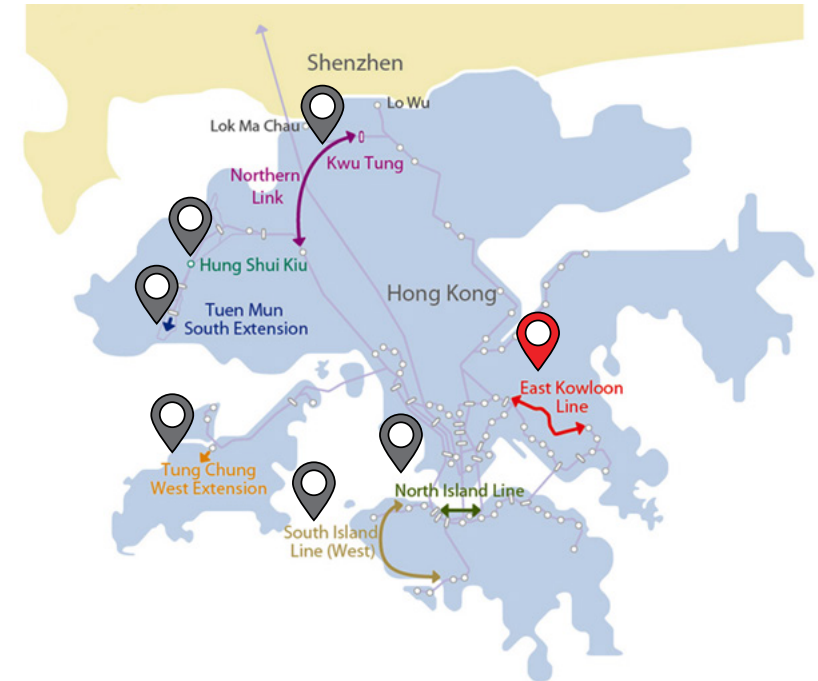 Shenzhen
Lo Wu
Lok Ma Chau
Kwu Tung
Northern
Link
Hung Shui Kiu
Hong Kong
Tuen Mun
South Extension
East Kowloon
Line
Tung Chung
West Extension
North Island Line
South Island
Line (West)